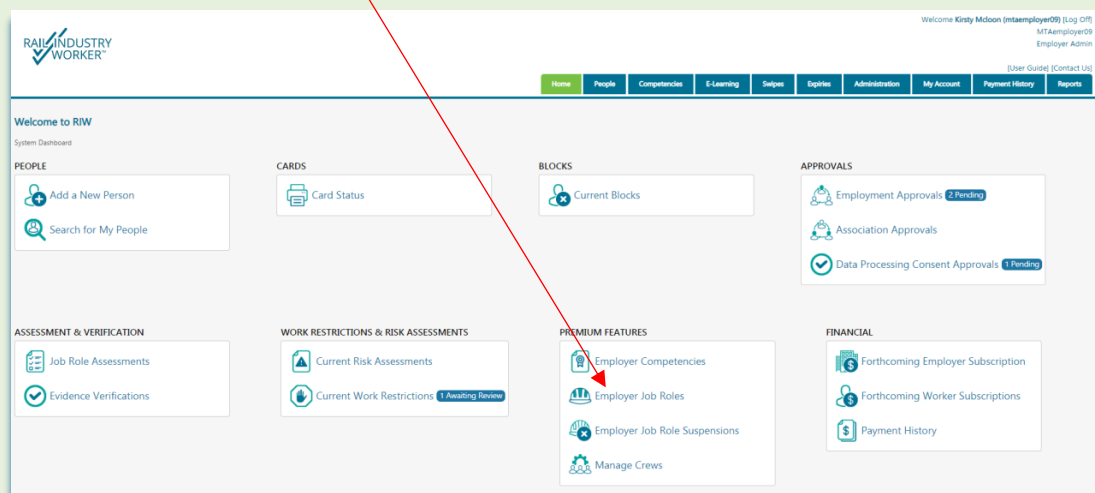 Welcome Kirsty Mcloon (mtaemployer09) [Log Off]
MTAemployer09
Employer Admin
[User Guide] [Contact Us]
RAIL INDUSTRY
WORKER™
Home People Competencies E-Learning Swipes Expiries Administration My Account Payment History Reports
Welcome to RIW
System Dashboard
PEOPLE
Add a New Person
Search for My People
CARDS
Card Status
BLOCKS
Current Blocks
APPROVALS
Employment Approvals 2 Pending
Association Approvals
Data Processing Consent Approvals 1 Pending
ASSESSMENT & VERIFICATION
Job Role Assessments
Evidence Verifications
WORK RESTRICTIONS & RISK ASSESSMENTS
Current Risk Assessments
Current Work Restrictions 1 Awaiting Review
PREMIUM FEATURES
Employer Competencies
Employer Job Roles
Employer Job Role Suspensions
Manage Crews
FINANCIAL
Forthcoming Employer Subscription
Forthcoming Worker Subscriptions
Payment History